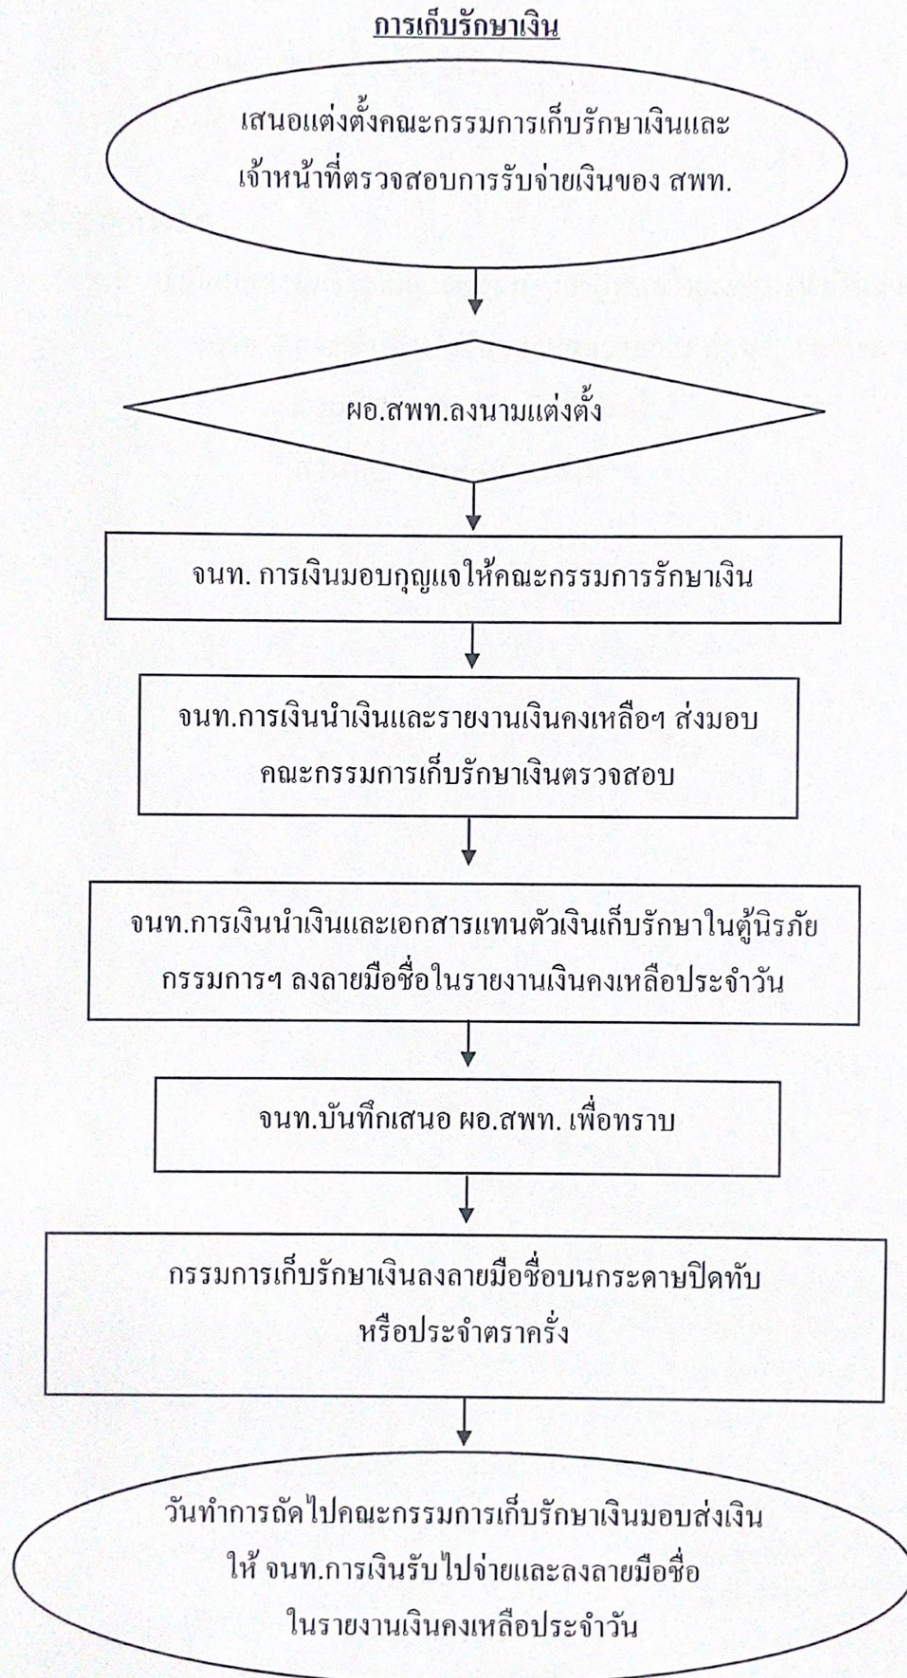 การเก็บรักษาเงิน
เสนอแต่งตั้งคณะกรรมการเก็บรักษาเงินและ
เจ้าหน้าที่ตรวจสอบการรับจ่ายเงินของ สพท.
ผอ.สพท.ลงนามแต่งตั้ง
จนท. การเงินมอบกุญแจให้คณะกรรมการรักษาเงิน
จนท.การเงินนำเงินและรายงานเงินคงเหลือฯ ส่งมอบ
คณะกรรมการเก็บรักษาเงินตรวจสอบ
จนท.การเงินนำเงินและเอกสารแทนตัวเงินเก็บรักษาในตู้นิรภัย
กรรมการฯ ลงลายมือชื่อในรายงานเงินคงเหลือประจำวัน
จนท.บันทึกเสนอ ผอ.สพท. เพื่อทราบ
กรรมการเก็บรักษาเงินลงลายมือชื่อบนกระดาษปิดทับ
หรือประจำตราครั่ง
วันทำการถัดไปคณะกรรมการเก็บรักษาเงินมอบส่งเงิน
ให้ จนท.การเงินรับไปจ่ายและลงลายมือชื่อ
ในรายงานเงินคงเหลือประจำวัน